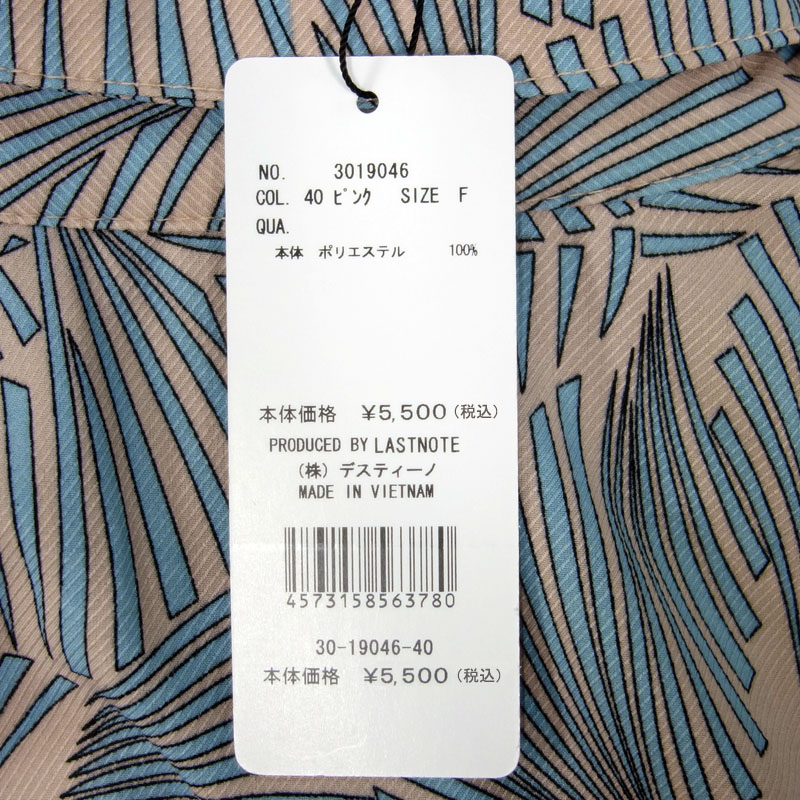 NO. 3019046
COL. 40 ピンク SIZE F
QUA.
本体 ポリエステル 100%
本体価格 ¥5,500(税込)
PRODUCED BY LASTNOTE
(株)デスティーノ
MADE IN VIETNAM
4573158563780
30-19046-40
本体価格 ¥5,500(税込)